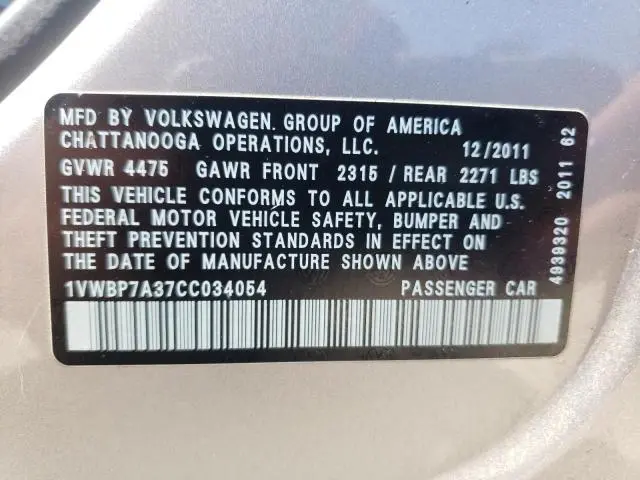 MFD BY VOLKSWAGEN GROUP OF AMERICA
CHATTANOOGA OPERATIONS, LLC. 12/2011
GVWR 4475 GAWR FRONT 2315 / REAR 2271 LBS
THIS VEHICLE CONFORMS TO ALL APPLICABLE U.S.
FEDERAL MOTOR VEHICLE SAFETY, BUMPER AND
THEFT PREVENTION STANDARDS IN EFFECT ON
THE DATE OF MANUFACTURE SHOWN ABOVE
1VWBP7A37CC034054 PASSENGER CAR
4939320 2011 62